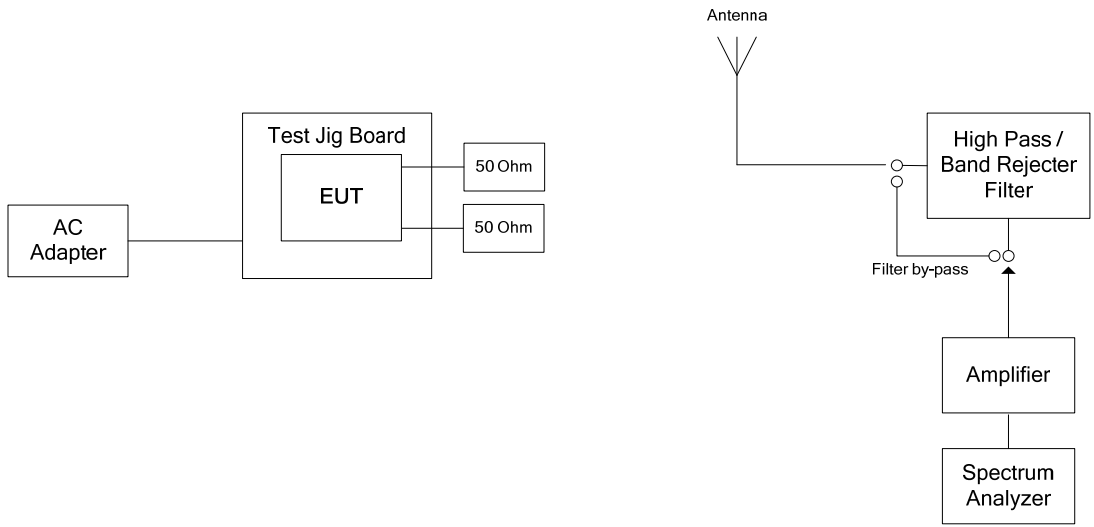 Antenna
Test Jig Board
EUT
50 Ohm
50 Ohm
AC
Adapter
High Pass /
Band Rejecter
Filter
Filter by-pass
Amplifier
Spectrum
Analyzer